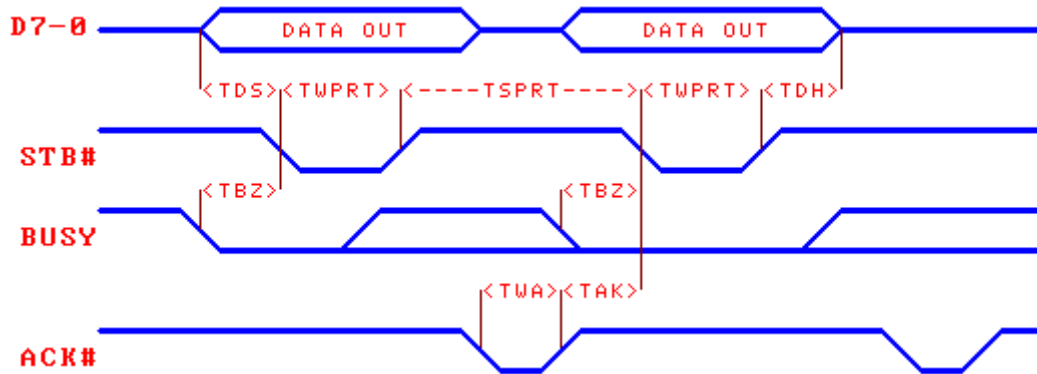 D7-0 DATA OUT DATA OUT
<TDS><TWPRT><----TSPRT----><TWPRT><TDH>
STB#
<TBZ> <TBZ>
BUSY
<TWA><TAK>
ACK#